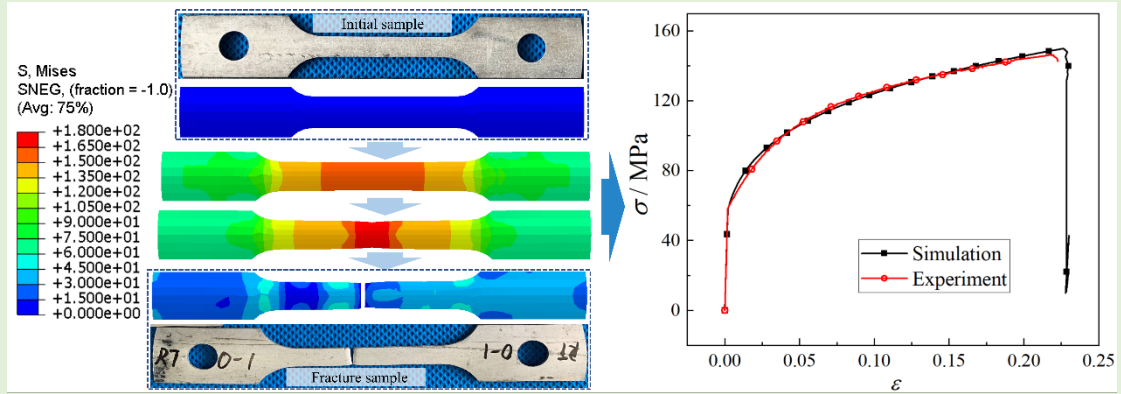 Initial sample
S, Mises
SNEG, (fraction = -1.0)
(Avg: 75%)
+1.800e+02
+1.650e+02
+1.500e+02
+1.350e+02
+1.200e+02
+1.050e+02
+9.000e+01
+7.500e+01
+6.000e+01
+4.500e+01
+3.000e+01
+1.500e+01
+0.000e+00
R7 0-1
1-0 RT
Fracture sample
160
120
80
40
0
σ / MPa
Simulation
Experiment
0.00
0.05
0.10
0.15
0.20
0.25
ε